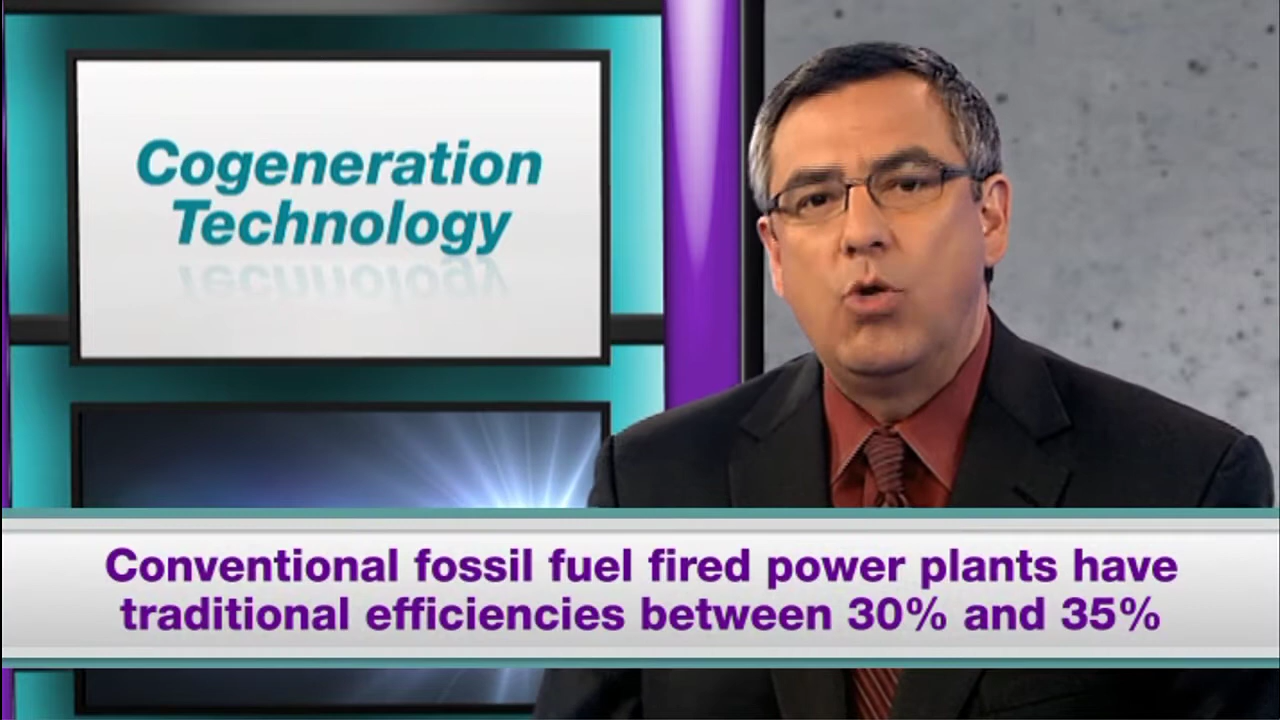 Cogeneration
Technology
Conventional fossil fuel fired power plants have
traditional efficiencies between 30% and 35%